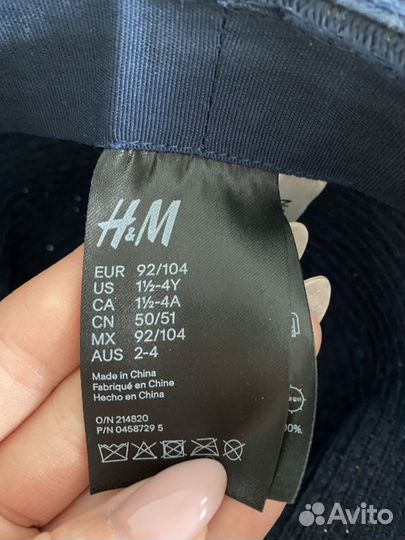 H&M
EUR 92/104
US 1½-4Y
CA 1½-4A
CN 50/51
MX 92/104
AUS 2-4
Made in China
Fabriqué en Chine
Hecho en China
O/N 214820
P/N 0458729 5
00%.
Avito